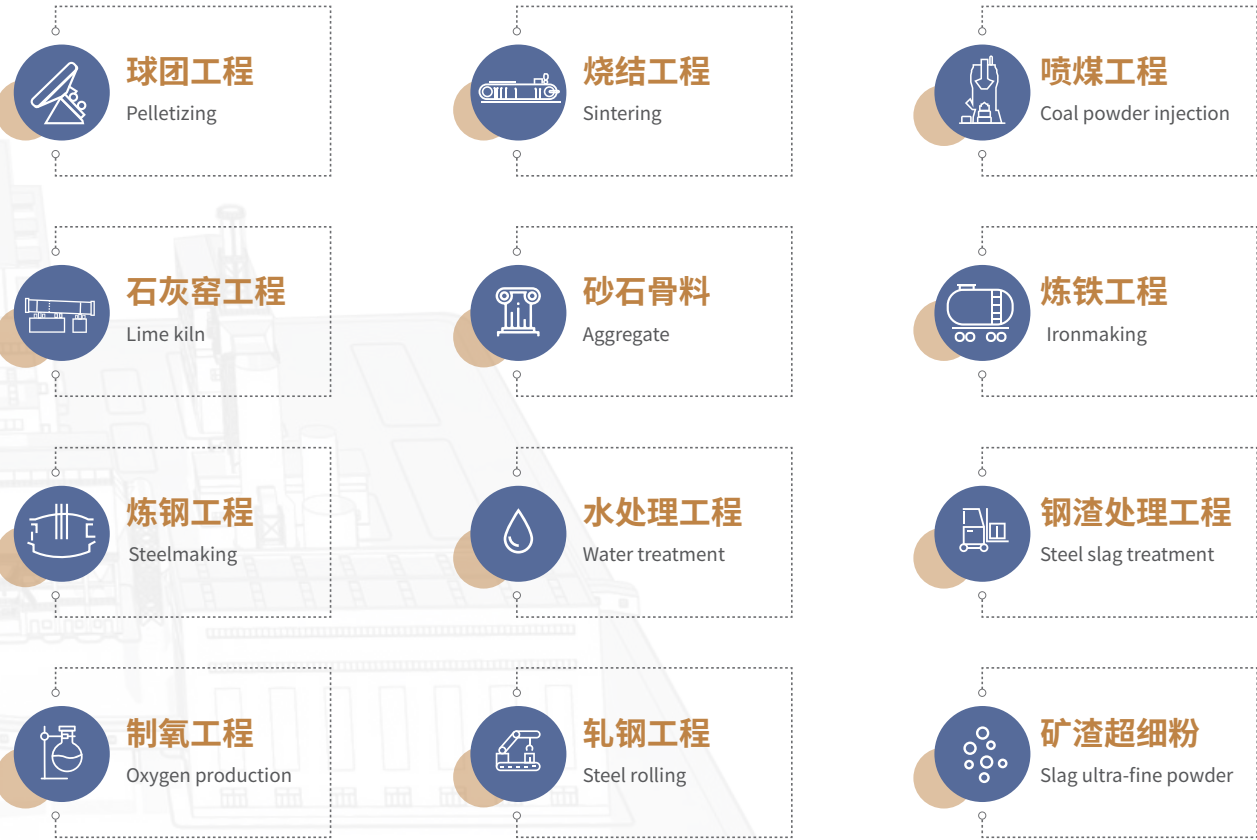 球团工程
Pelletizing
烧结工程
Sintering
喷煤工程
Coal powder injection
石灰窑工程
Lime kiln
砂石骨料
Aggregate
炼铁工程
Ironmaking
炼钢工程
Steelmaking
水处理工程
Water treatment
钢渣处理工程
Steel slag treatment
制氧工程
Oxygen production
轧钢工程
Steel rolling
矿渣超细粉
Slag ultra-fine powder